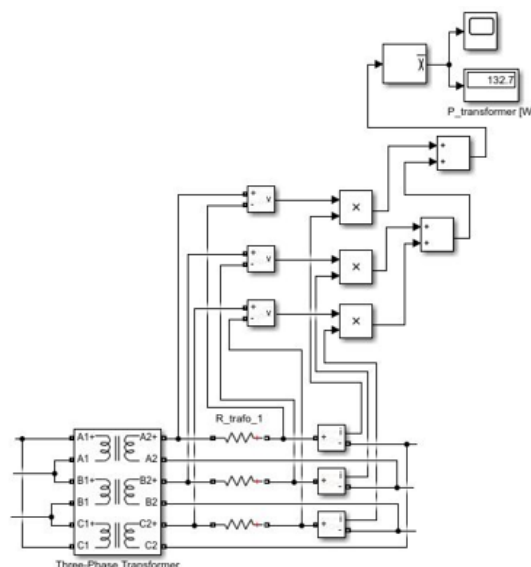 132.7
P_transformer [W
+
+
+
-
v
×
+
+
+
-
v
×
+
-
v
×
R_trafo_1
A1+
A2+
+
i
-
A1
A2
B1+
B2+
+
i
-
B1
B2
C1+
C2+
+
i
-
C1
C2
Three-Phase Transformer